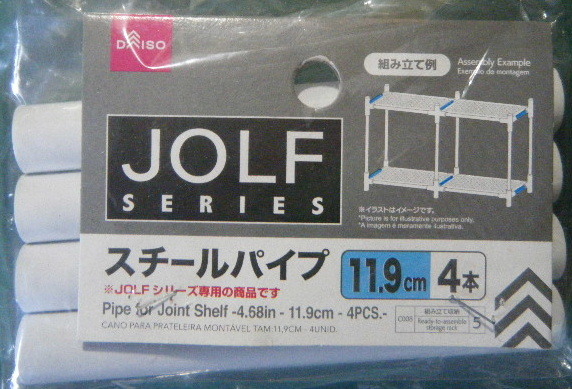 DAISO
組み立て例
Assembly Example
Exemplo de montagem
JOLF
SERIES
※イラストはイメージです。
*Picture is for illustrative purposes only.
*A imagem é meramente ilustrativa.
スチールパイプ 11.9cm 4本
※JOLFシリーズ専用の商品です
Pipe for Joint Shelf -4.68in - 11.9cm - 4PCS.-
CANO PARA PRATELEIRA MONTÁVEL TAM:11,9CM - 4UNID.
C038 組み立て収納 5
Ready-to-assemble
storage rack